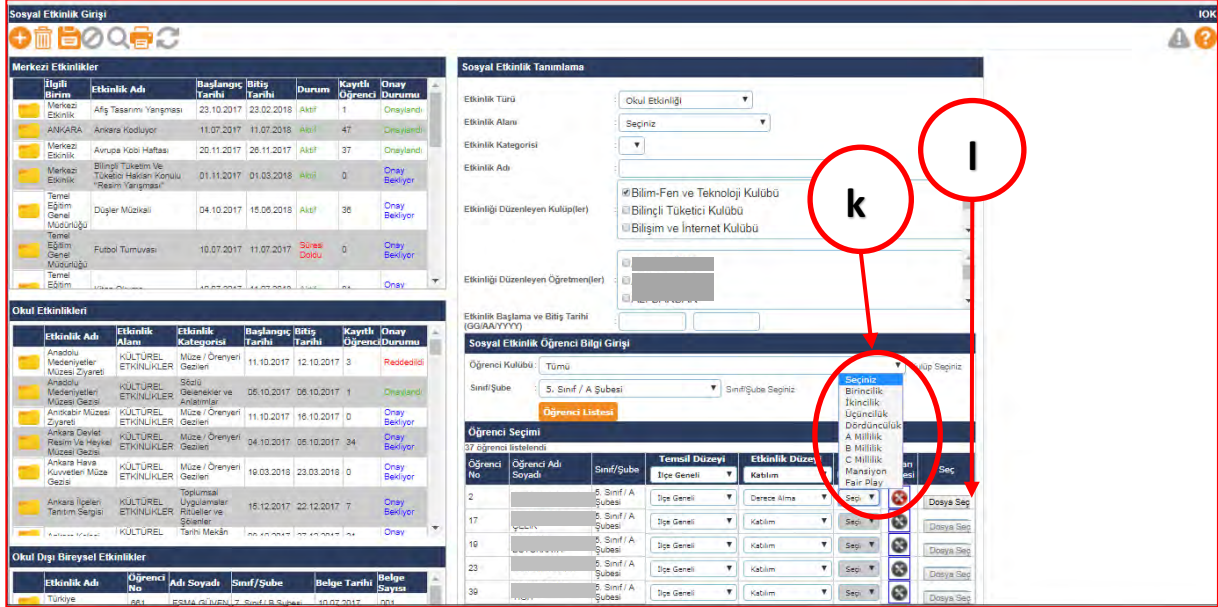 Sosyal Etkinlik Girişi IOK
Merkezi Etkinlikler
İlgili Birim Etkinlik Adı Başlangıç Tarihi Bitiş Tarihi Durum Kayıtlı Öğrenci Onay Durumu
Merkezi Etkinlik Afiş Tasarımı Yarışması 23.10.2017 23.02.2018 Aktif 1 Onaylandı
ANKARA Ankara Kodluyor 11.07.2017 11.07.2018 Aktif 47 Onaylandı
Merkezi Etkinlik Avrupa Kobi Haftası 20.11.2017 26.11.2017 Aktif 37 Onaylandı
Merkezi Etkinlik Bilinçli Tüketim Ve Tüketici Hakları Konulu "Resim Yarışması" 01.11.2017 01.03.2018 Aktif 0 Onay Bekliyor
Temel Eğitim Genel Müdürlüğü Düşler Müzikali 04.10.2017 15.06.2018 Aktif 36 Onay Bekliyor
Temel Eğitim Genel Müdürlüğü Futbol Turnuvası 10.07.2017 11.07.2017 Süresi Doldu 0 Onay Bekliyor
Temel Eğitim Onay
Okul Etkinlikleri
Etkinlik Adı Etkinlik Alanı Etkinlik Kategorisi Başlangıç Tarihi Bitiş Tarihi Kayıtlı Öğrenci Onay Durumu
Anadolu Medeniyetler Müzesi Ziyareti KÜLTÜREL ETKİNLİKLER Müze / Örenyeri Gezileri 11.10.2017 12.10.2017 3 Reddedildi
Anadolu Medeniyetleri Müzesi Gezisi KÜLTÜREL ETKİNLİKLER Sözlü Gelenekler ve Anlatımlar 05.10.2017 06.10.2017 1 Onaylandı
Anıtkabir Müzesi Ziyareti KÜLTÜREL ETKİNLİKLER Müze / Örenyeri Gezileri 11.10.2017 16.10.2017 0 Onay Bekliyor
Ankara Devlet Resim Ve Heykel Müzesi Gezisi KÜLTÜREL ETKİNLİKLER Müze / Örenyeri Gezileri 04.10.2017 05.10.2017 34 Onay Bekliyor
Ankara Hava Kuvvetleri Müze Gezisi KÜLTÜREL ETKİNLİKLER Müze / Örenyeri Gezileri 19.03.2018 23.03.2018 0 Onay Bekliyor
Ankara İlçeleri Tanıtım Sergisi KÜLTÜREL ETKİNLİKLER Toplumsal Uygulamalar Ritüeller ve Şölenler 15.12.2017 22.12.2017 7 Onay Bekliyor
KÜLTÜREL Tarihi Mekân Onay
Okul Dışı Bireysel Etkinlikler
Etkinlik Adı Öğrenci No Adı Soyadı Sınıf/Şube Belge Tarihi Belge Sayısı
Türkiye 661 ESMA GÜVEN 7. Sınıf / B Şubesi 10.07.2017 001
Sosyal Etkinlik Tanımlama
Etkinlik Türü : Okul Etkinliği
Etkinlik Alanı : Seçiniz
Etkinlik Kategorisi :
Etkinlik Adı :
Etkinliği Düzenleyen Kulüp(ler) : Bilim-Fen ve Teknoloji Kulübü
Bilinçli Tüketici Kulübü
Bilişim ve İnternet Kulübü
Etkinliği Düzenleyen Öğretmen(ler) :
Etkinlik Başlama ve Bitiş Tarihi (GG/AA/YYYY) :
Sosyal Etkinlik Öğrenci Bilgi Girişi
Öğrenci Kulübü : Tümü Seçiniz
Sınıf/Şube : 5. Sınıf / A Şubesi Sınıf/Şube Seçiniz
Öğrenci Listesi
Seçiniz
Birincilik
İkincilik
Üçüncülük
Dördüncülük
A Millilik
B Millilik
C Millilik
Mansiyon
Fair Play
Öğrenci Seçimi
37 öğrenci listelendi
Öğrenci No Öğrenci Adı Soyadı Sınıf/Şube Temsil Düzeyi Etkinlik Düzeyi Seç
İlçe Geneli Katılım
2 5. Sınıf / A Şubesi İlçe Geneli Derece Alma Seçi Dosya Seç
17 5. Sınıf / A Şubesi İlçe Geneli Katılım Seçi Dosya Seç
19 5. Sınıf / A Şubesi İlçe Geneli Katılım Seçi Dosya Seç
23 5. Sınıf / A Şubesi İlçe Geneli Katılım Seçi Dosya Seç
39 5. Sınıf / A Şubesi İlçe Geneli Katılım Seçi Dosya Seç
k
l